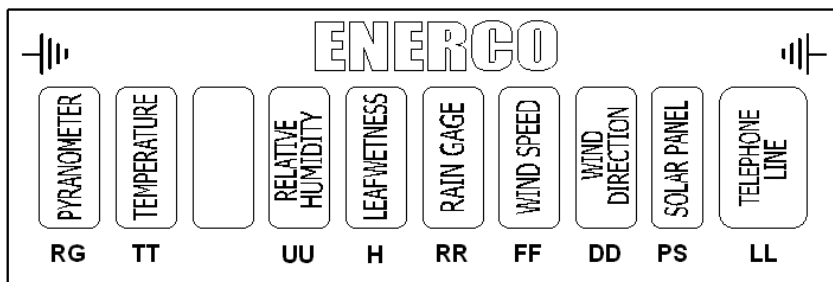 ENERCO
PYRANOMETER
TEMPERATURE
RELATIVE
HUMIDITY
LEAFWETNESS
RAIN GAGE
WIND SPEED
WIND
DIRECTION
SOLAR PANEL
TELEPHONE
LINE
RG TT UU H RR FF DD PS LL